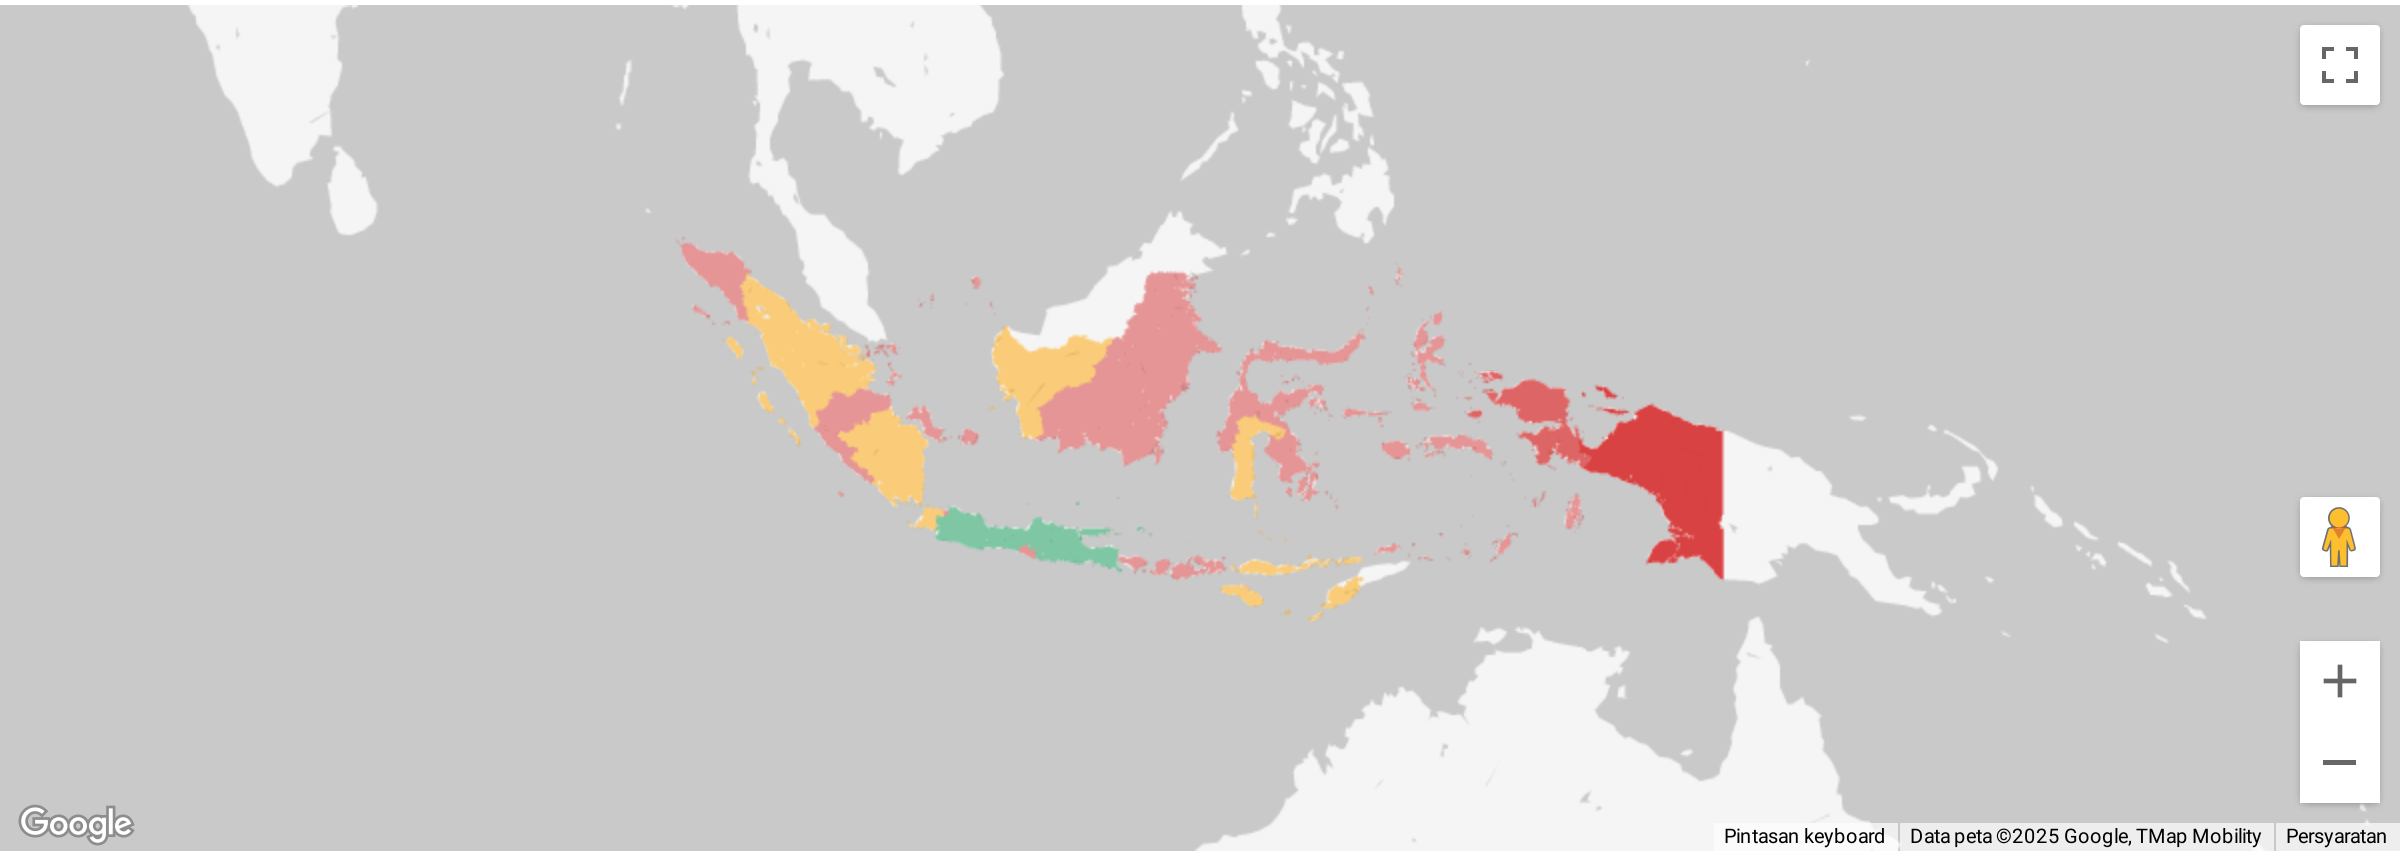 Google
Pintasan keyboard
Data peta ©2025 Google, TMap Mobility
Persyaratan